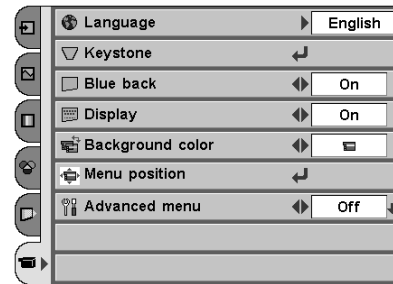 Language English
Keystone
Blue back On
Display On
Background color
Menu position
Advanced menu Off